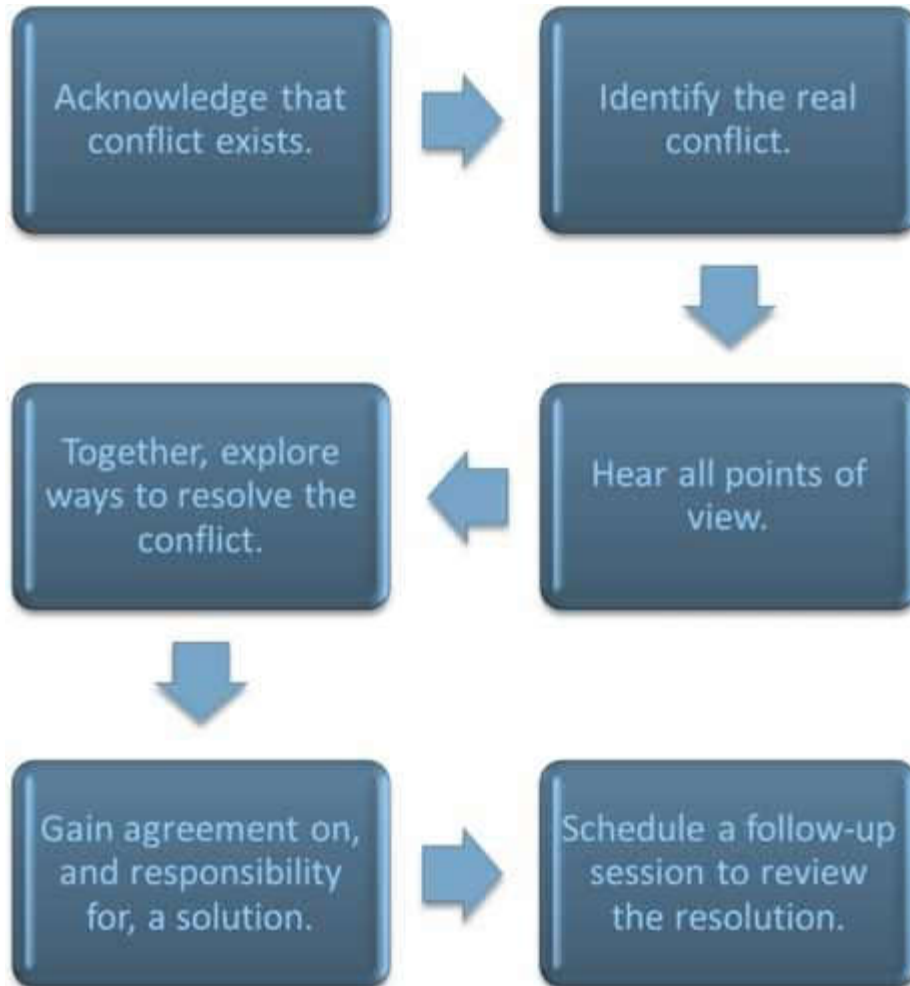 Acknowledge that
conflict exists.
Identify the real
conflict.
Hear all points of
view.
Together, explore
ways to resolve the
conflict.
Gain agreement on,
and responsibility
for, a solution.
Schedule a follow-up
session to review
the resolution.